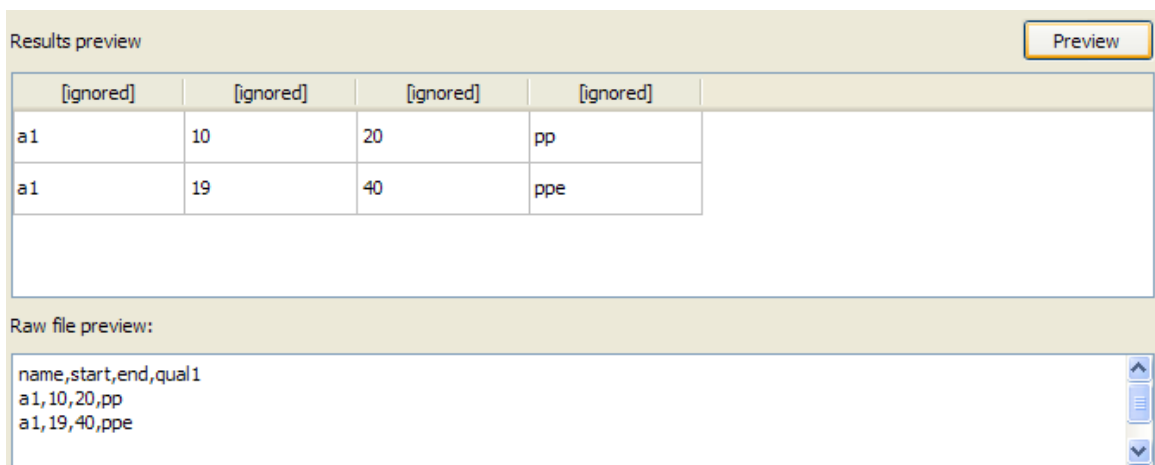 Results preview Preview
[ignored] [ignored] [ignored] [ignored]
a1 10 20 pp
a1 19 40 ppe
Raw file preview:
name,start,end,qual1
a1,10,20,pp
a1,19,40,ppe